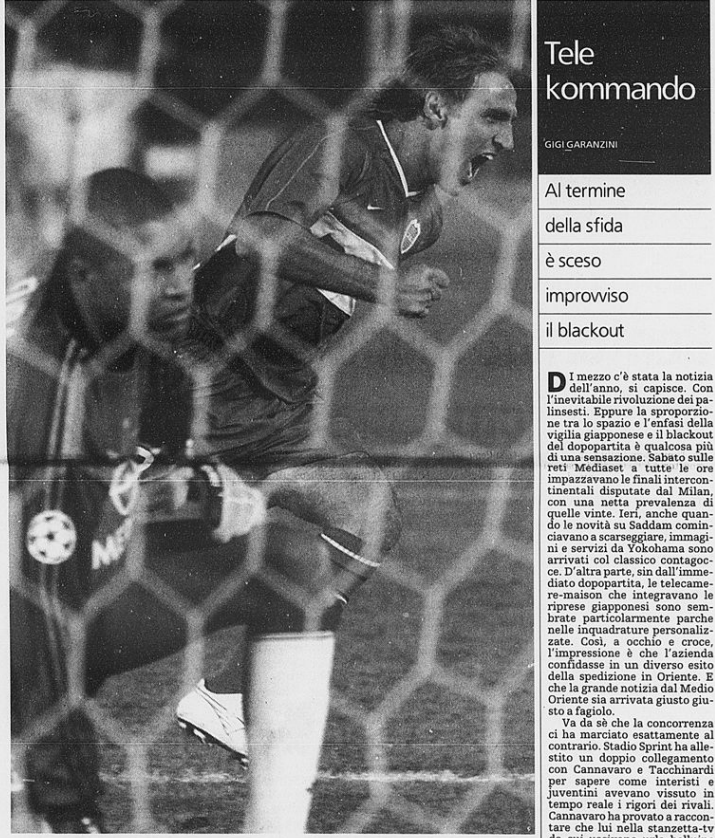 Tele
kommando
GIGI GARANZINI
Al termine
della sfida
è sceso
improvviso
il blackout
DI mezzo c'è stata la notizia
dell'anno, si capisce. Con
l'inevitabile rivoluzione dei pa-
linsesti. Eppure la sproporzio-
ne tra lo spazio e l'enfasi della
vigilia giapponese e il blackout
del dopopartita è qualcosa più
di una sensazione. Sabato sulle
reti Mediaset a tutte le ore
impazzavano le finali intercon-
tinentali disputate dal Milan,
con una netta prevalenza di
quelle vinte. Ieri, anche quan-
do le novità su Saddam comin-
ciavano a scarseggiare, immagi-
ni e servizi da Yokohama sono
arrivati col classico contagoc-
ce. D'altra parte, sin dall'imme-
diato dopopartita, le telecame-
re-maison che integravano le
riprese giapponesi sono sem-
brate particolarmente parche
nelle inquadrature personaliz-
zate. Così, a occhio e croce,
l'impressione è che l'azienda
confidasse in un diverso esito
della spedizione in Oriente. E
che la grande notizia dal Medio
Oriente sia arrivata giusto giu-
sto a fagiolo.
Va da sè che la concorrenza
ci ha marciato esattamente al
contrario. Stadio Sprint ha alle-
stito un doppio collegamento
con Cannavaro e Tacchinardi
per sapere come interisti e
juventini avevano vissuto in
tempo reale i rigori dei rivali.
Cannavaro ha provato a raccon-
tare che lui nella stanzetta-tv